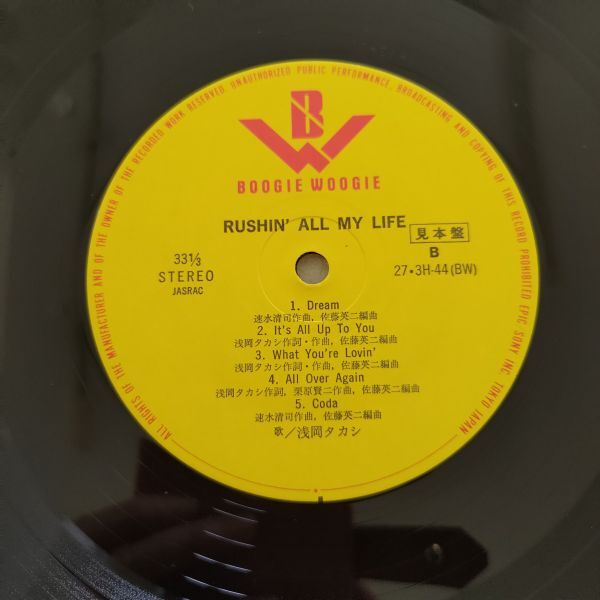 ALL RIGHTS OF THE MANUFACTURER AND OF THE OWNER OF THE RECORDED WORK RESERVED. UNAUTHORIZED PUBLIC PERFORMANCE, BROADCASTING AND COPYING OF THIS RECORD PROHIBITED EPIC SONY INC. TOKYO JAPAN
BW
BOOGIE WOOGIE
RUSHIN' ALL MY LIFE 見本盤
33⅓
STEREO
JASRAC
B
27•3H-44(BW)
1. Dream
速水清司作曲, 佐藤英二編曲
2. It's All Up To You
浅岡タカシ作詞・作曲, 佐藤英二編曲
3. What You're Lovin'
浅岡タカシ作詞・作曲, 佐藤英二編曲
4. All Over Again
浅岡タカシ作詞, 栗原賢二作曲, 佐藤英二編曲
5. Coda
速水清司作曲, 佐藤英二編曲
歌/浅岡タカシ